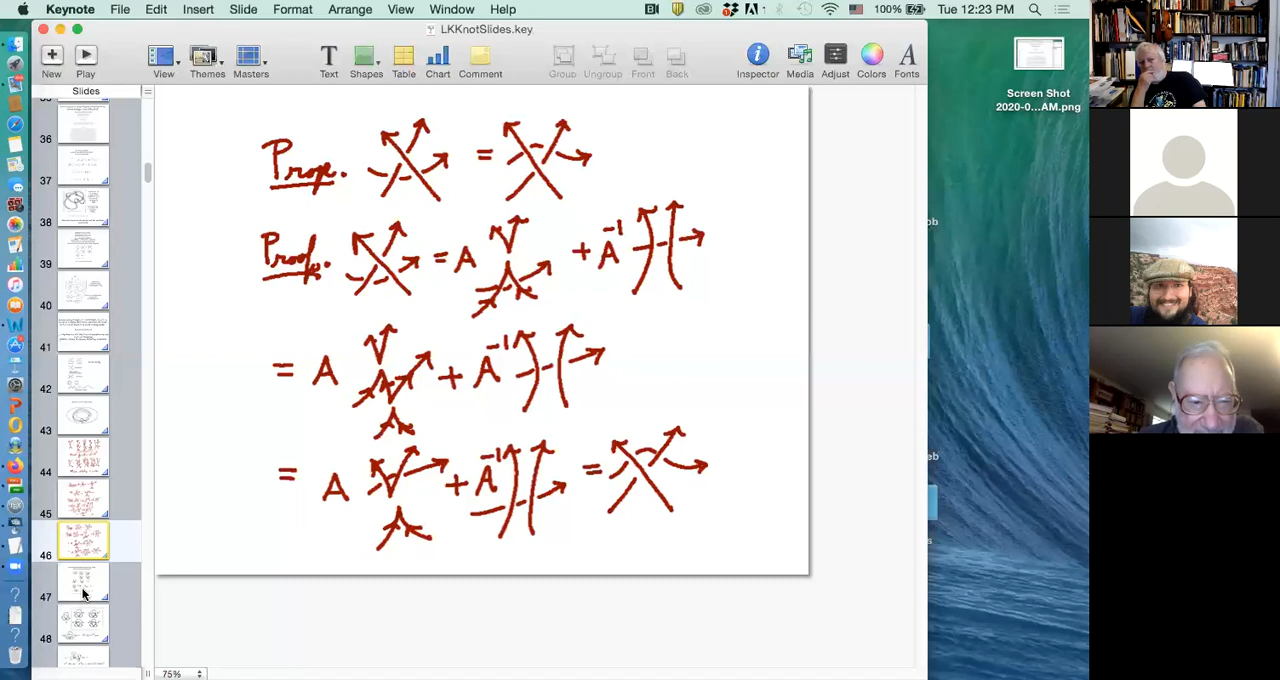 Keynote File Edit Insert Slide Format Arrange View Window Help 100% Tue 12:23 PM
LKKnotSlides.key
New Play View Themes Masters Text Shapes Table Chart Comment Group Ungroup Front Back Inspector Media Adjust Colors Fonts
Slides
36
37
38
39
40
41
42
43
44
45
46
47
48
Prop. =
Proof. = A + A⁻¹
= A + A⁻¹
= A + A⁻¹ =
75%
Screen Shot
2020-0...AM.png